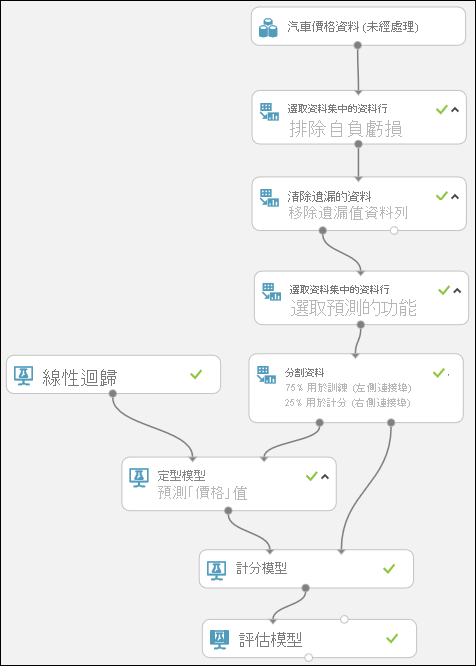 汽車價格資料 (未經處理)
選取資料集中的資料行
排除自負虧損
清除遺漏的資料
移除遺漏值資料列
選取資料集中的資料行
選取預測的功能
分割資料
75% 用於訓練 (左側連接埠)
25% 用於計分 (右側連接埠)
線性迴歸
定型模型
預測「價格」值
計分模型
評估模型